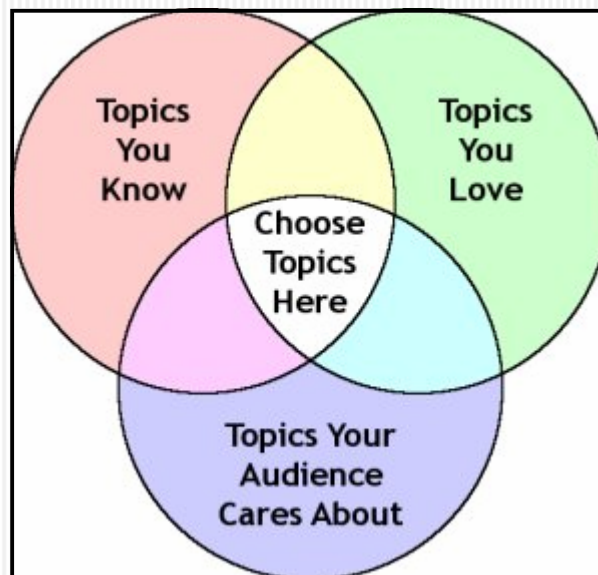 Topics
You
Know
Topics
You
Love
Choose
Topics
Here
Topics Your
Audience
Cares About